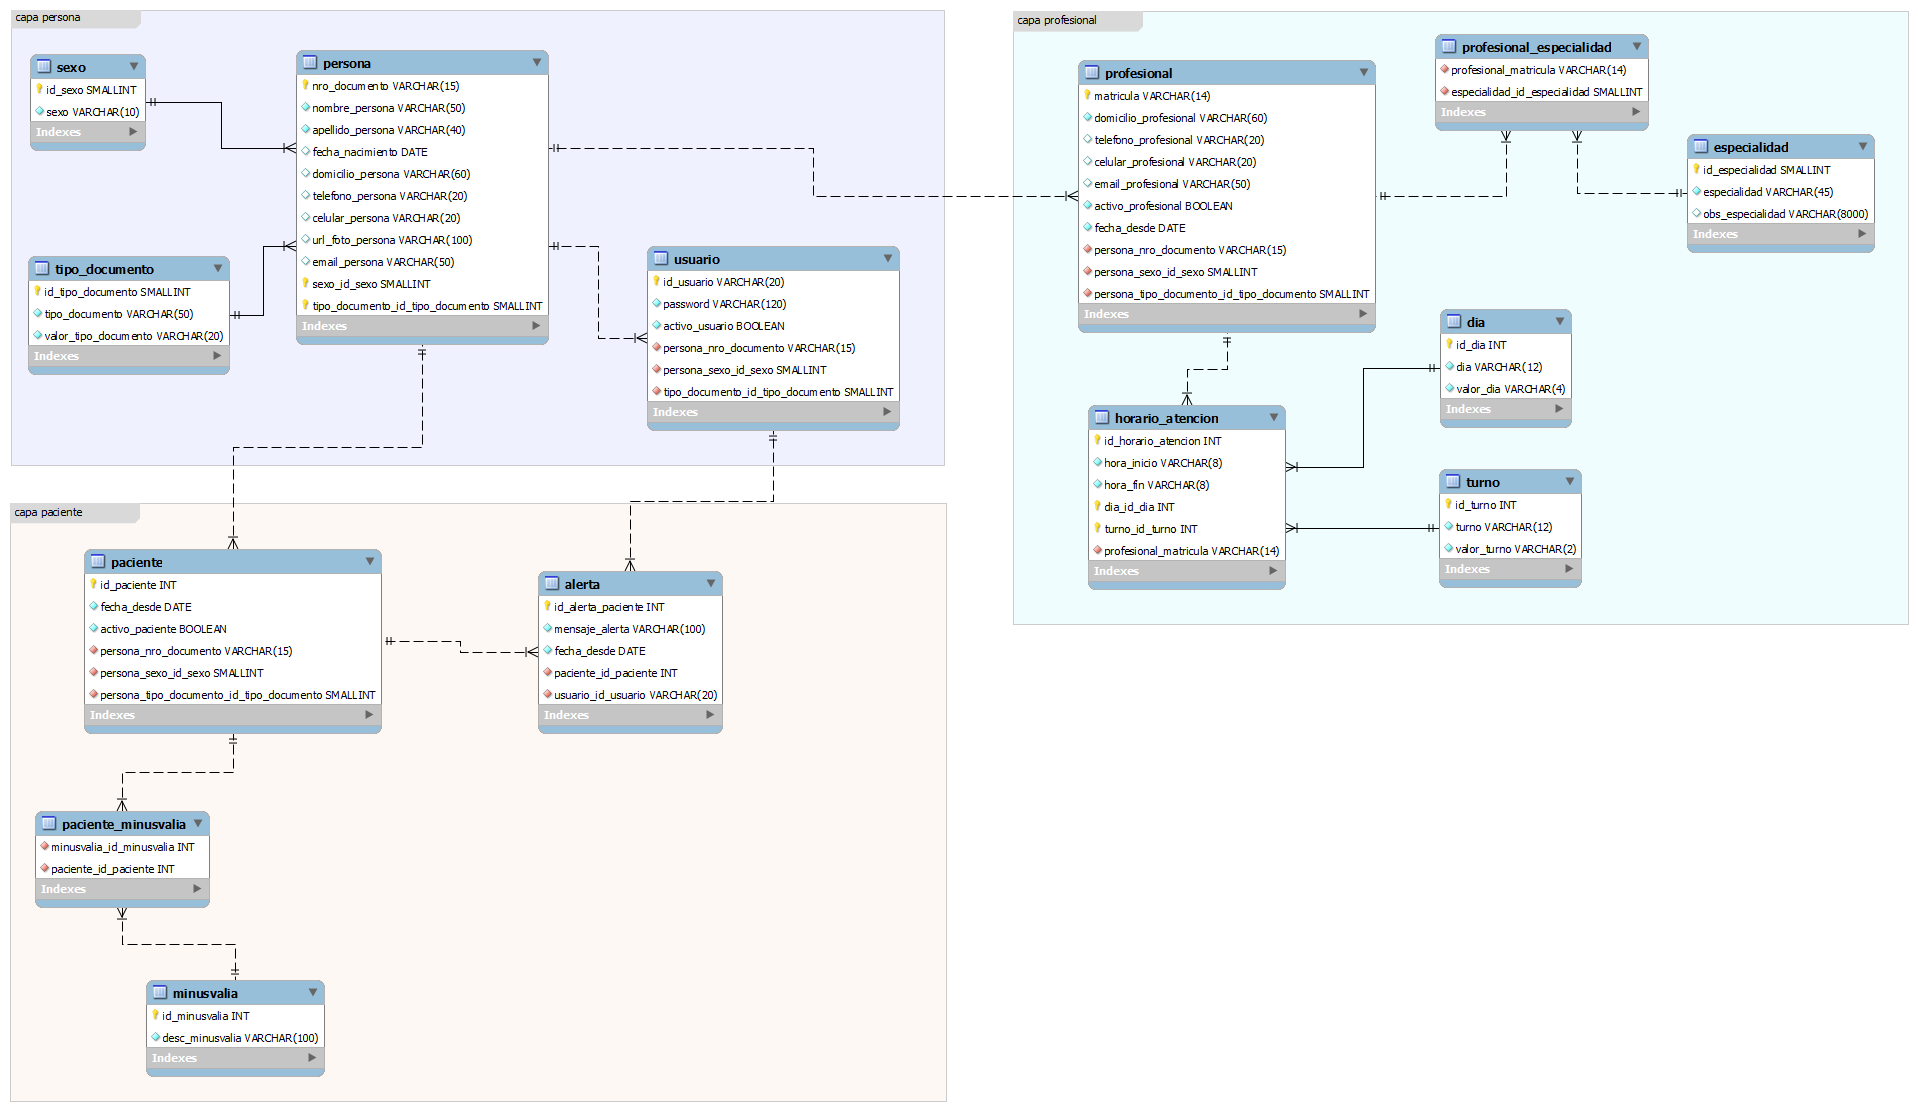 capa persona
sexo
id_sexo SMALLINT
sexo VARCHAR(10)
Indexes
persona
nro_documento VARCHAR(15)
nombre_persona VARCHAR(50)
apellido_persona VARCHAR(40)
fecha_nacimiento DATE
domicilio_persona VARCHAR(60)
telefono_persona VARCHAR(20)
celular_persona VARCHAR(20)
url_foto_persona VARCHAR(100)
email_persona VARCHAR(50)
sexo_id_sexo SMALLINT
tipo_documento_id_tipo_documento SMALLINT
Indexes
tipo_documento
id_tipo_documento SMALLINT
tipo_documento VARCHAR(50)
valor_tipo_documento VARCHAR(20)
Indexes
usuario
id_usuario VARCHAR(20)
password VARCHAR(120)
activo_usuario BOOLEAN
persona_nro_documento VARCHAR(15)
persona_sexo_id_sexo SMALLINT
tipo_documento_id_tipo_documento SMALLINT
Indexes
capa profesional
profesional
matricula VARCHAR(14)
domicilio_profesional VARCHAR(60)
telefono_profesional VARCHAR(20)
celular_profesional VARCHAR(20)
email_profesional VARCHAR(50)
activo_profesional BOOLEAN
fecha_desde DATE
persona_nro_documento VARCHAR(15)
persona_sexo_id_sexo SMALLINT
persona_tipo_documento_id_tipo_documento SMALLINT
Indexes
profesional_especialidad
profesional_matricula VARCHAR(14)
especialidad_id_especialidad SMALLINT
Indexes
especialidad
id_especialidad SMALLINT
especialidad VARCHAR(45)
obs_especialidad VARCHAR(8000)
Indexes
dia
id_dia INT
dia VARCHAR(12)
valor_dia VARCHAR(4)
Indexes
horario_atencion
id_horario_atencion INT
hora_inicio VARCHAR(8)
hora_fin VARCHAR(8)
dia_id_dia INT
turno_id_turno INT
profesional_matricula VARCHAR(14)
Indexes
turno
id_turno INT
turno VARCHAR(12)
valor_turno VARCHAR(2)
Indexes
capa paciente
paciente
id_paciente INT
fecha_desde DATE
activo_paciente BOOLEAN
persona_nro_documento VARCHAR(15)
persona_sexo_id_sexo SMALLINT
persona_tipo_documento_id_tipo_documento SMALLINT
Indexes
alerta
id_alerta_paciente INT
mensaje_alerta VARCHAR(100)
fecha_desde DATE
paciente_id_paciente INT
usuario_id_usuario VARCHAR(20)
Indexes
paciente_minusvalia
minusvalia_id_minusvalia INT
paciente_id_paciente INT
Indexes
minusvalia
id_minusvalia INT
desc_minusvalia VARCHAR(100)
Indexes